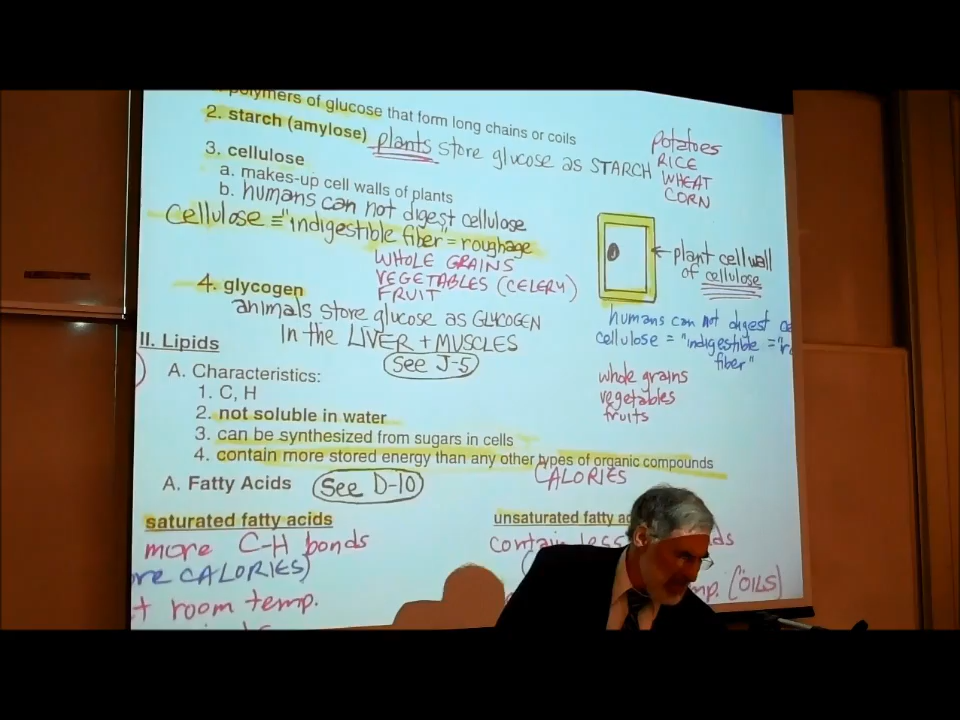 polymers of glucose that form long chains or coils
2. starch (amylose) plants store glucose as STARCH
potatoes
RICE
WHEAT
CORN
3. cellulose
a. makes-up cell walls of plants
b. humans can not digest cellulose
cellulose ≡ "indigestible fiber" = roughage
WHOLE GRAINS
VEGETABLES (CELERY)
FRUIT
plant cell wall
of cellulose
4. glycogen
animals store glucose as GLYCOGEN
In the LIVER + MUSCLES
See J-5
humans can not digest
cellulose = "indigestible =
fiber"
whole grains
vegetables
fruits
II. Lipids
A. Characteristics:
1. C, H
2. not soluble in water
3. can be synthesized from sugars in cells
4. contain more stored energy than any other types of organic compounds
CALORIES
A. Fatty Acids See D-10
saturated fatty acids
more C-H bonds
CALORIES)
room temp.
unsaturated fatty
contain less
("OILS)